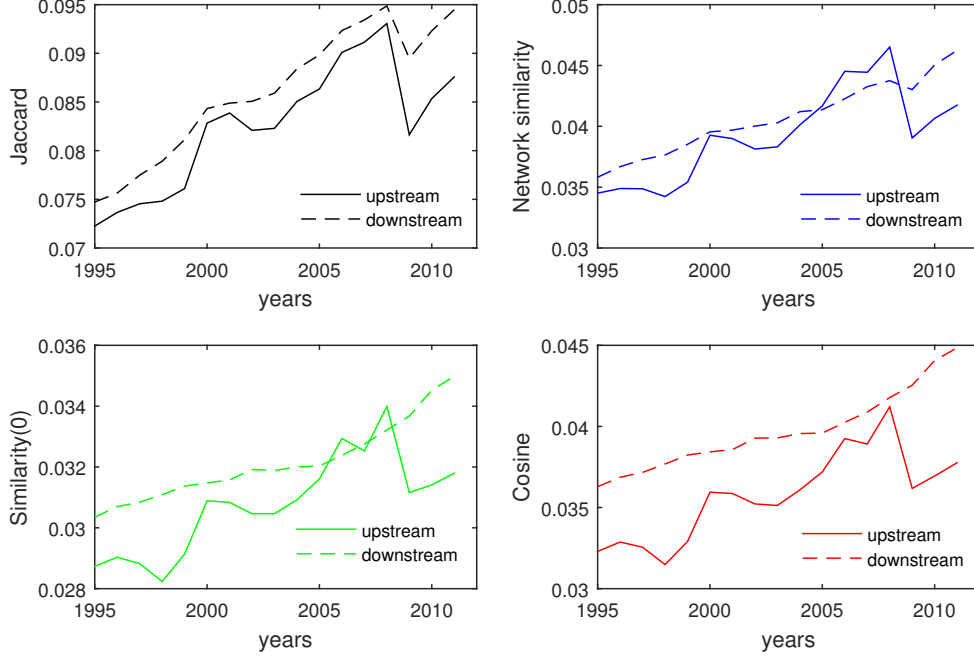 0.095
0.09
0.085
0.08
0.075
0.07
Jaccard
upstream
downstream
1995
2000
2005
2010
years
0.05
0.045
0.04
0.035
0.03
Network similarity
upstream
downstream
1995
2000
2005
2010
years
0.036
0.034
0.032
0.03
0.028
Similarity(0)
upstream
downstream
1995
2000
2005
2010
years
0.045
0.04
0.035
0.03
Cosine
upstream
downstream
1995
2000
2005
2010
years